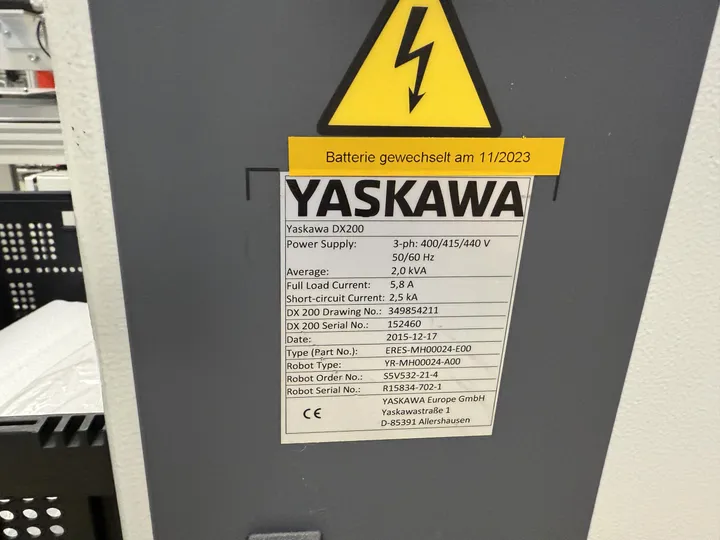 Batterie gewechselt am 11/2023
YASKAWA
Yaskawa DX200
Power Supply: 3-ph: 400/415/440 V
50/60 Hz
Average: 2,0 kVA
Full Load Current: 5,8 A
Short-circuit Current: 2,5 kA
DX 200 Drawing No.: 349854211
DX 200 Serial No.: 152460
Date: 2015-12-17
Type (Part No.): ERES-MH00024-E00
Robot Type: YR-MH00024-A00
Robot Order No.: S5V532-21-4
Robot Serial No.: R15834-702-1
CE YASKAWA Europe GmbH
Yaskawastraße 1
D-85391 Allershausen